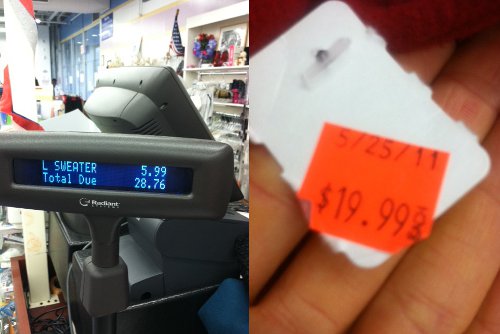 L SWEATER 5.99
Total Due 28.76
Radiant
5/25/11
$19.99